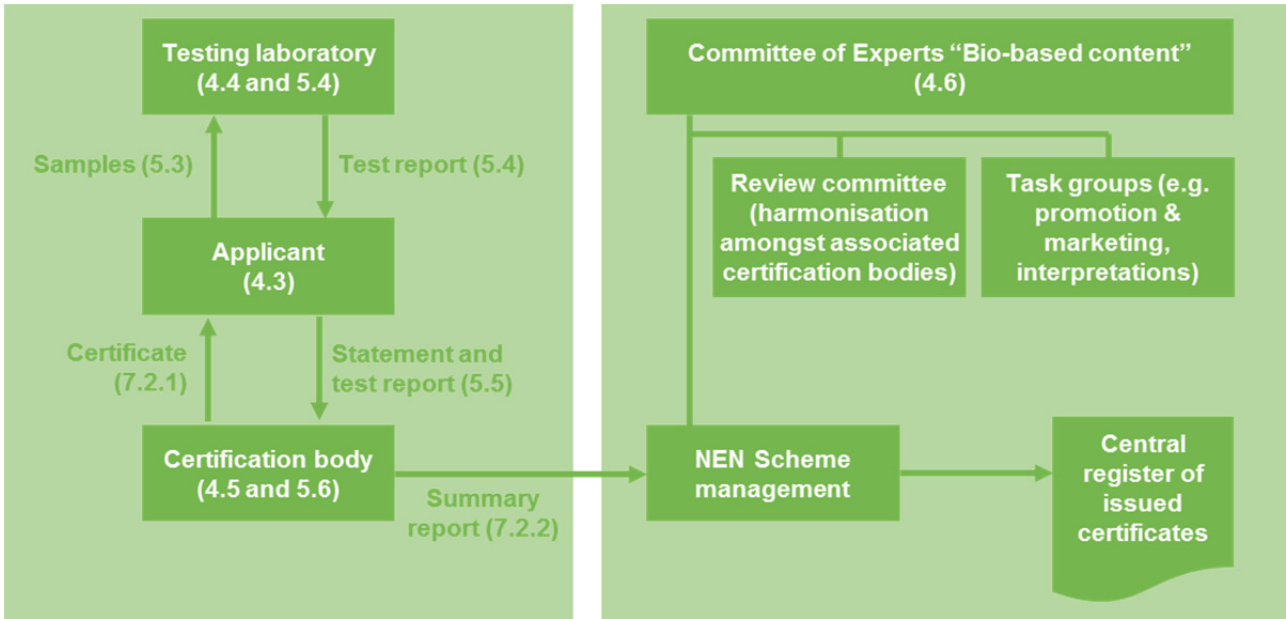 Testing laboratory
(4.4 and 5.4)
Samples (5.3)
Test report (5.4)
Applicant
(4.3)
Certificate
(7.2.1)
Statement and
test report (5.5)
Certification body
(4.5 and 5.6)
Summary
report (7.2.2)
Committee of Experts “Bio-based content”
(4.6)
Review committee
(harmonisation
amongst associated
certification bodies)
Task groups (e.g.
promotion &
marketing,
interpretations)
NEN Scheme
management
Central
register of
issued
certificates